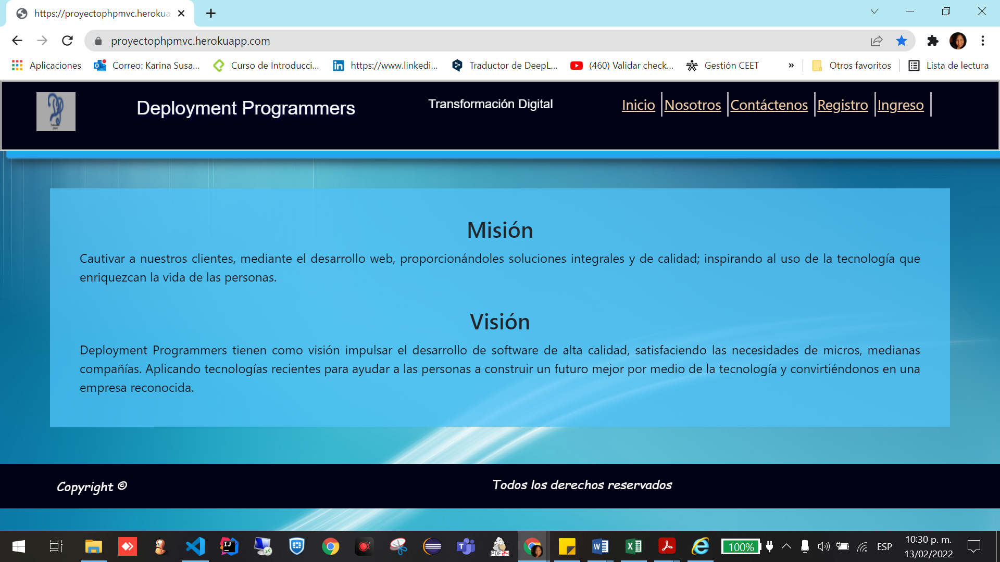 https://proyectophpmvc.herokua
proyectophpmvc.herokuapp.com
Aplicaciones
Correo: Karina Susa...
Curso de Introducci...
https://www.linkedi...
Traductor de DeepL...
(460) Validar check...
Gestión CEET
»
Otros favoritos
Lista de lectura
Deployment Programmers
Transformación Digital
Inicio
Nosotros
Contáctenos
Registro
Ingreso
Misión
Cautivar a nuestros clientes, mediante el desarrollo web, proporcionándoles soluciones integrales y de calidad; inspirando al uso de la tecnología que
enriquezcan la vida de las personas.
Visión
Deployment Programmers tienen como visión impulsar el desarrollo de software de alta calidad, satisfaciendo las necesidades de micros, medianas
compañías. Aplicando tecnologías recientes para ayudar a las personas a construir un futuro mejor por medio de la tecnología y convirtiéndonos en una
empresa reconocida.
Copyright ©
Todos los derechos reservados
PDF24
100%
ESP
10:30 p. m.
13/02/2022